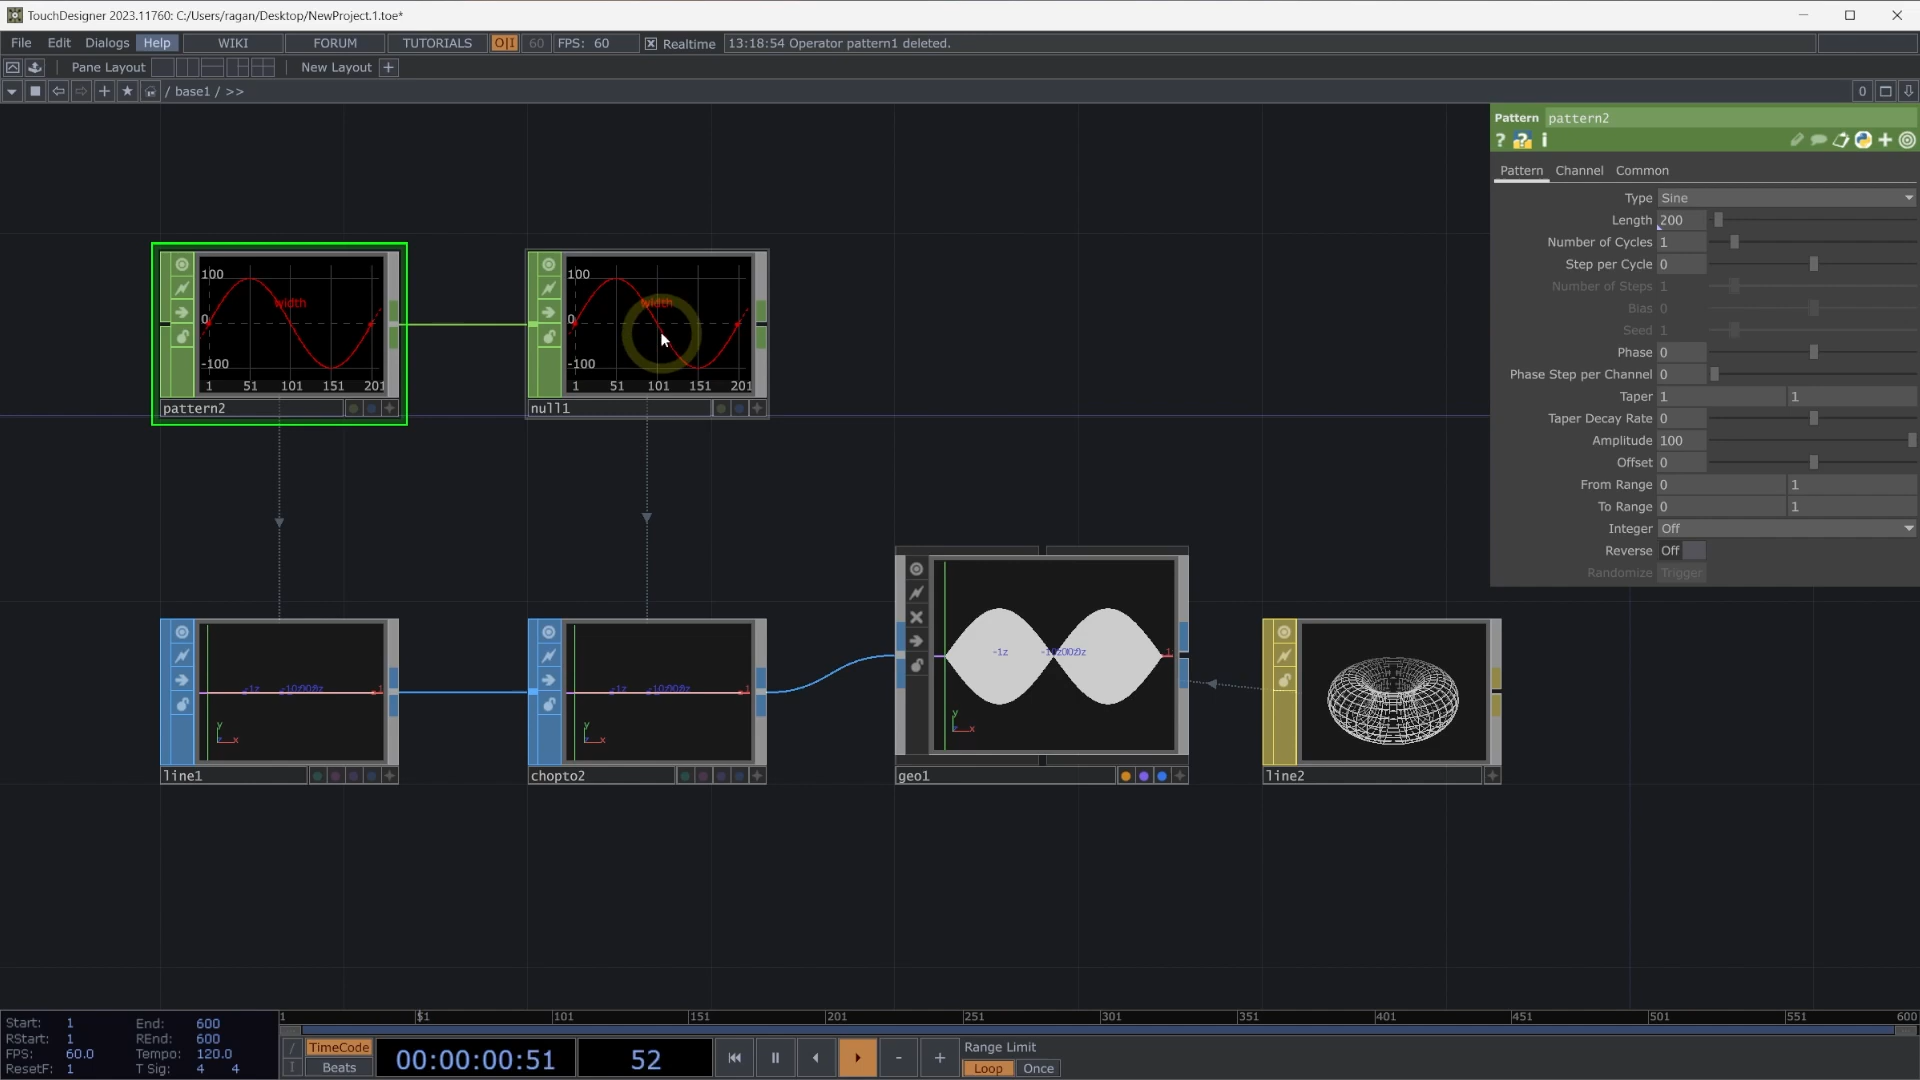 TouchDesigner 2023.11760: C:/Users/ragan/Desktop/NewProject.1.toe*
File Edit Dialogs Help WIKI FORUM TUTORIALS O|I 60 FPS: 60 Realtime 13:18:54 Operator pattern1 deleted.
Pane Layout New Layout +
/ base1 / >> 0
Pattern pattern2
? ? i
Pattern Channel Common
Type Sine
Length 200
Number of Cycles 1
Step per Cycle 0
Number of Steps 1
Bias 0
Seed 1
Phase 0
Phase Step per Channel 0
Taper 1 1
Taper Decay Rate 0
Amplitude 100
Offset 0
From Range 0 1
To Range 0 1
Integer Off
Reverse Off
Randomize Trigger
100
width
0
-100
1 51 101 151 201
pattern2
100
width
0
-100
1 51 101 151 201
null1
-1z
y
x
line1
-1z
y
x
chopto2
-1z
1
y
x
geo1
line2
1 51 101 151 201 251 301 351 401 451 501 551 600
Start: 1 End: 600
RStart: 1 REnd: 600
FPS: 60.0 Tempo: 120.0
ResetF: 1 T Sig: 4 4
/ TimeCode
I Beats
00:00:00:51 52
- +
Range Limit
Loop Once